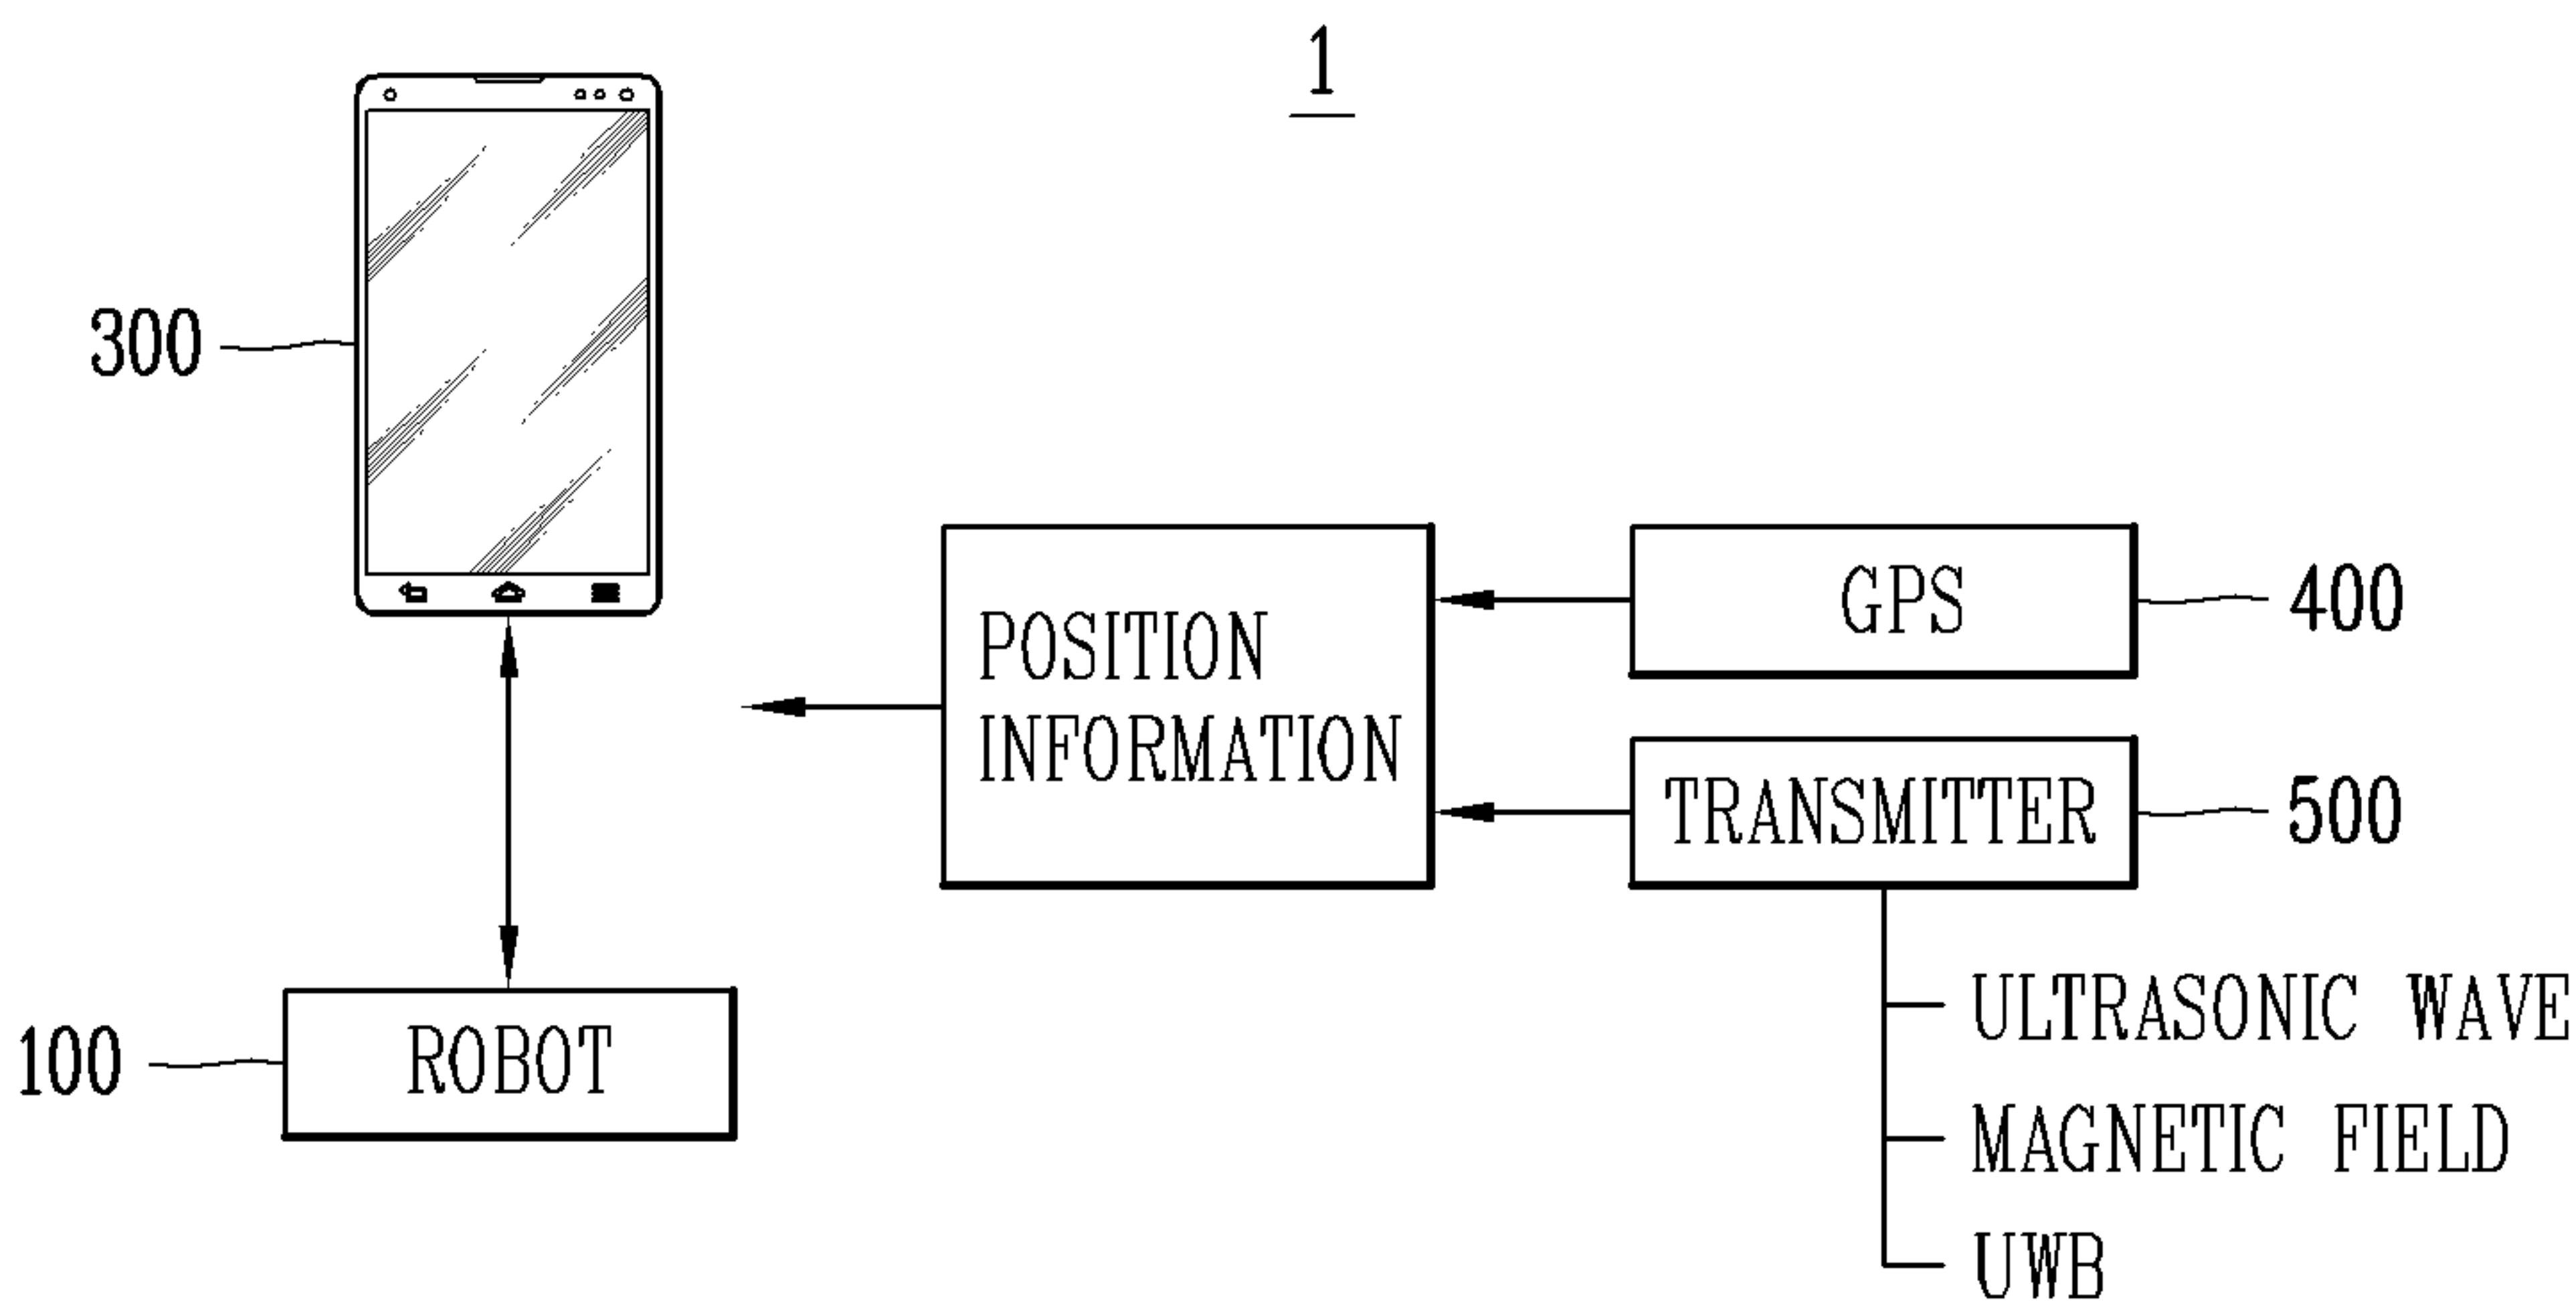 1
300
POSITION
INFORMATION
GPS
400
TRANSMITTER
500
ROBOT
100
ULTRASONIC WAVE
MAGNETIC FIELD
UWB